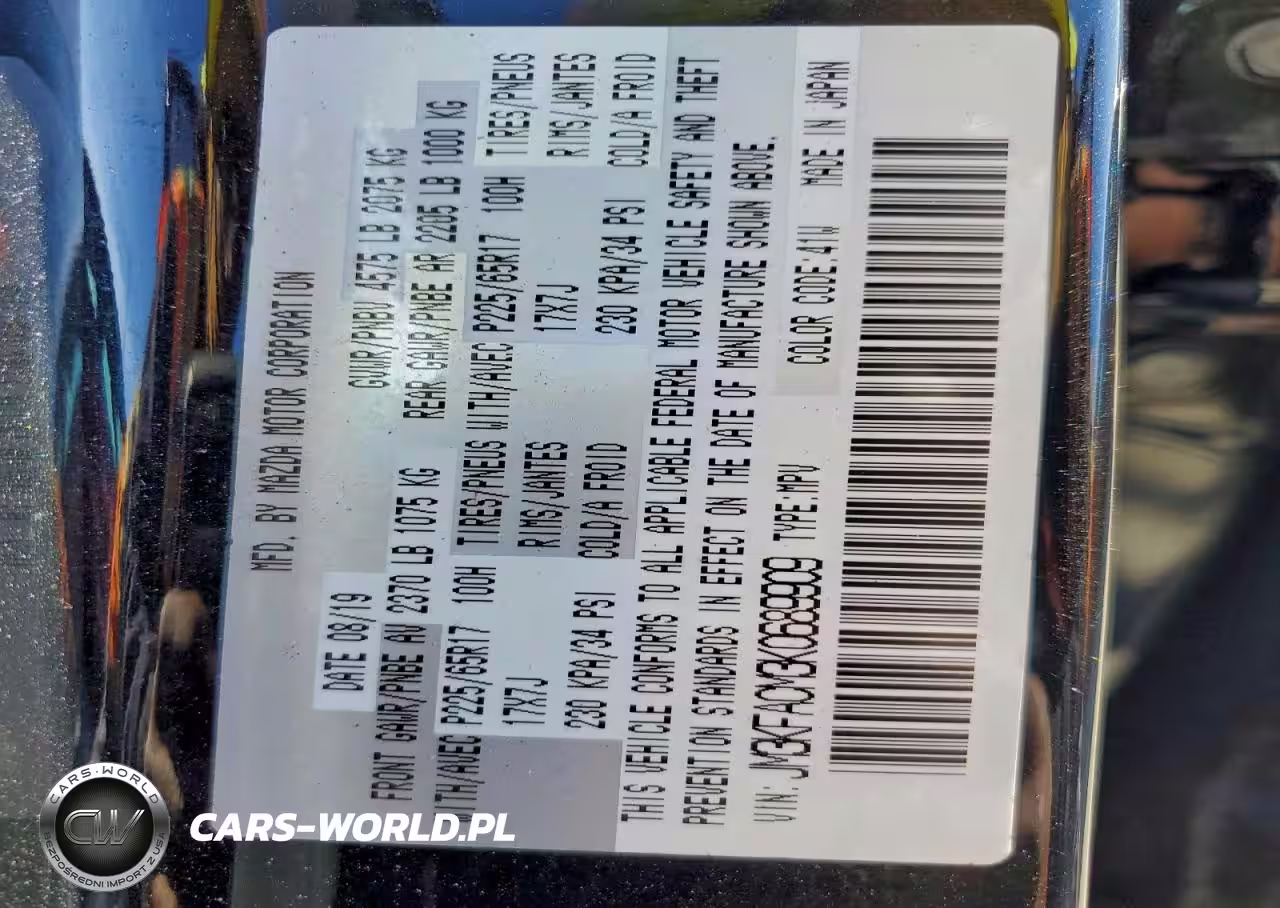 MFD. BY MAZDA MOTOR CORPORATION
DATE 08/19 GVWR/PNBV 4575 LB 2075 KG
FRONT GAWR/PNBE AV 2370 LB 1075 KG REAR GAWR/PNBE AR 2205 LB 1000 KG
WITH/AVEC P225/65R17 100H TIRES/PNEUS WITH/AVEC P225/65R17 100H TIRES/PNEUS
17X7J RIMS/JANTES 17X7J RIMS/JANTES
230 KPA/34 PSI COLD/A FROID 230 KPA/34 PSI COLD/A FROID
THIS VEHICLE CONFORMS TO ALL APPLICABLE FEDERAL MOTOR VEHICLE SAFETY AND THEFT
PREVENTION STANDARDS IN EFFECT ON THE DATE OF MANUFACTURE SHOWN ABOVE.
VIN: JM3KFACM3K0689909 TYPE:MPV COLOR CODE:41W MADE IN JAPAN
CARS-WORLD
CW
BEZPOŚREDNI IMPORT Z USA
CARS-WORLD.PL